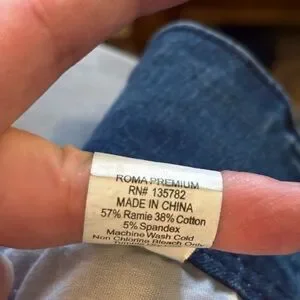 ROMA PREMIUM
RN# 135782
MADE IN CHINA
57% Ramie 38% Cotton
5% Spandex
Machine Wash Cold
Non Chlorine Bleach Only